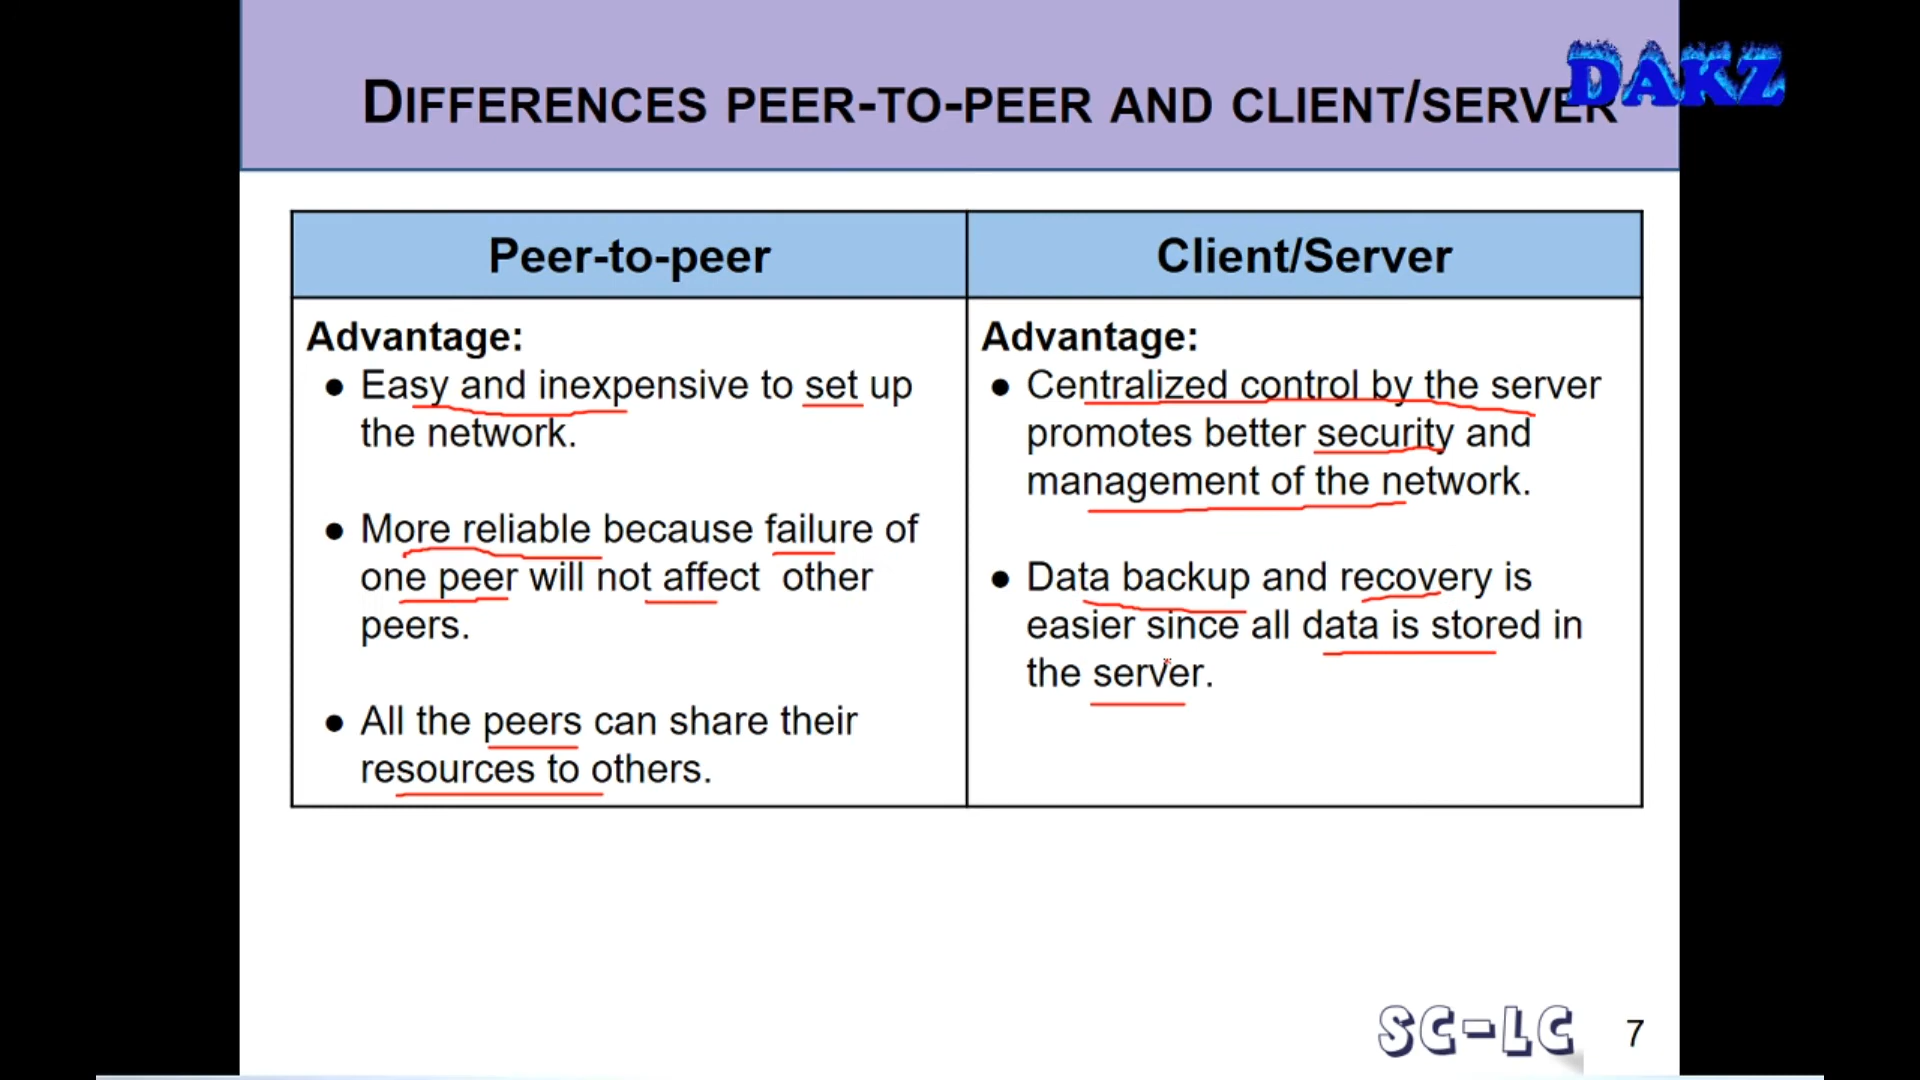 DIFFERENCES PEER-TO-PEER AND CLIENT/SERVER
DAKZ
Peer-to-peer
Client/Server
Advantage:
● Easy and inexpensive to set up
the network.
● More reliable because failure of
one peer will not affect other
peers.
● All the peers can share their
resources to others.
Advantage:
● Centralized control by the server
promotes better security and
management of the network.
● Data backup and recovery is
easier since all data is stored in
the server.
SC-LC
7